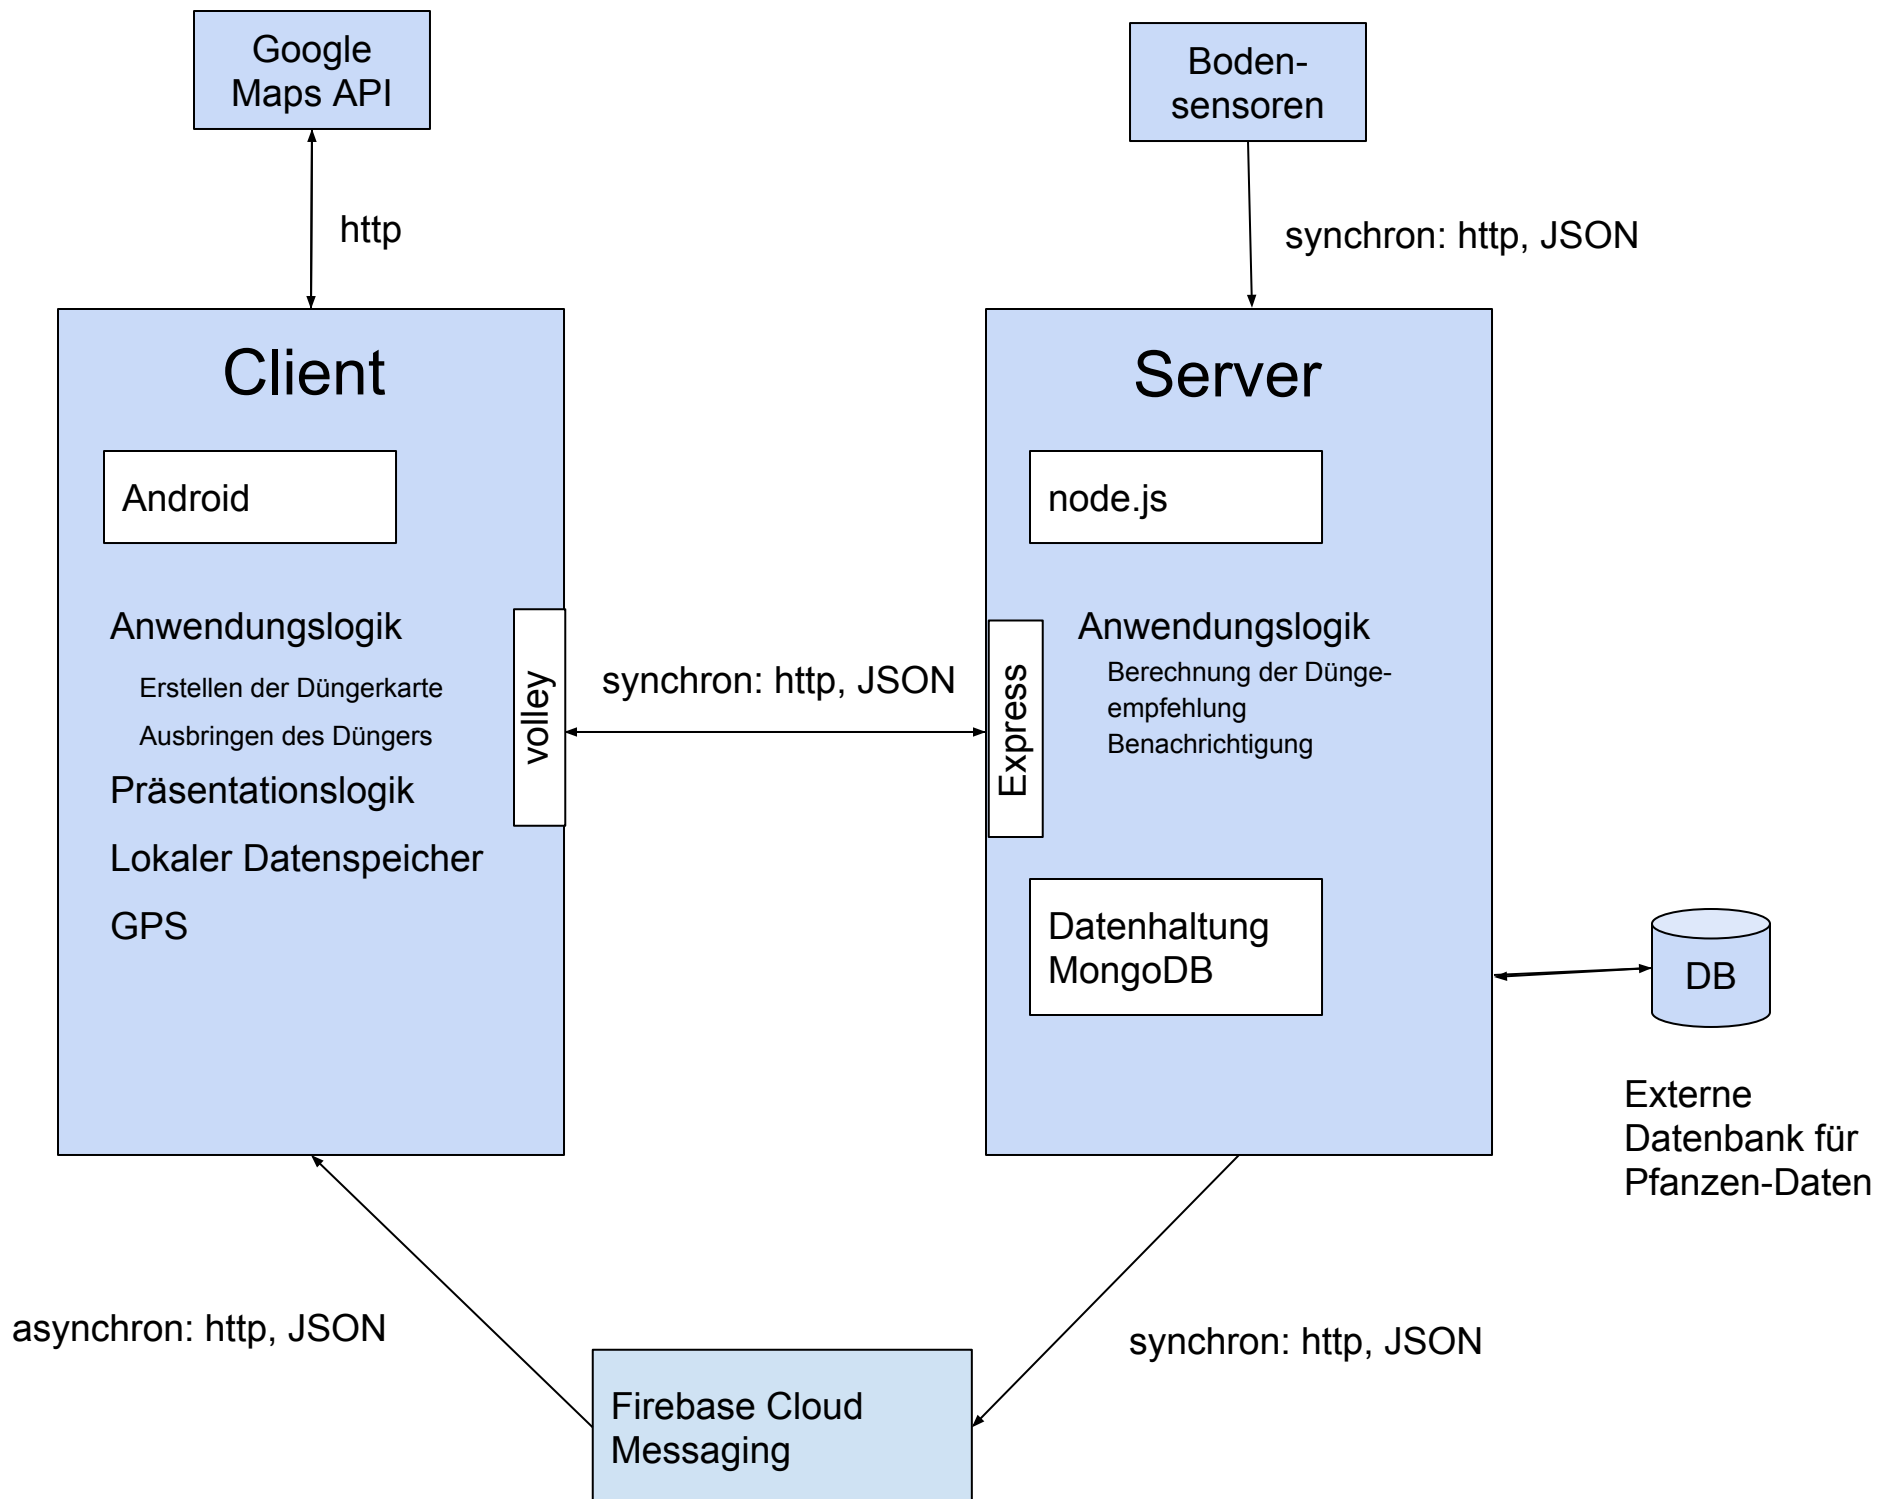 Google
Maps API
Boden-
sensoren
http
synchron: http, JSON
Client
Server
Android
node.js
Anwendungslogik
Erstellen der Düngerkarte
Ausbringen des Düngers
Präsentationslogik
Lokaler Datenspeicher
GPS
volley
synchron: http, JSON
Express
Anwendungslogik
Berechnung der Dünge-
empfehlung
Benachrichtigung
Datenhaltung
MongoDB
DB
Externe
Datenbank für
Pfanzen-Daten
asynchron: http, JSON
synchron: http, JSON
Firebase Cloud
Messaging